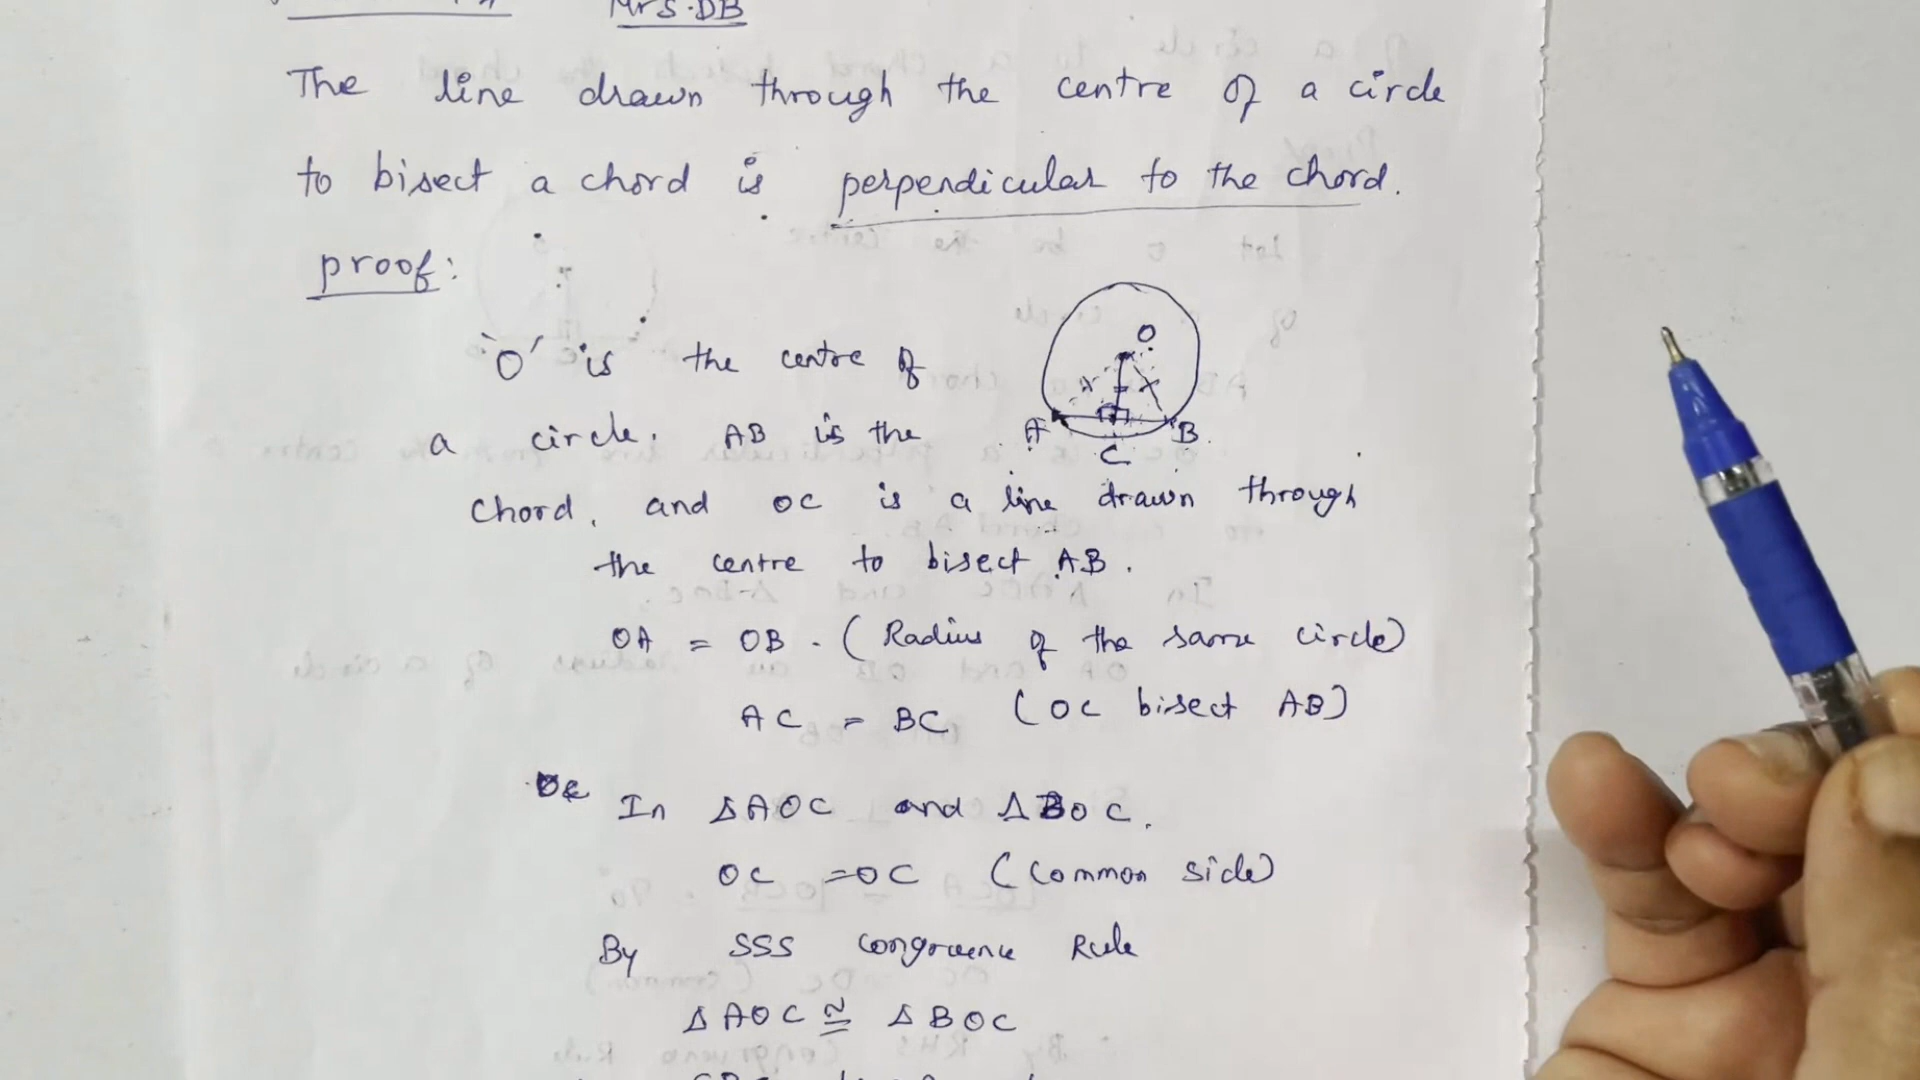 Mrs. DB
The line drawn through the centre of a circle
to bisect a chord is perpendicular to the chord.
proof:
'O' is the centre of
a circle. AB is the
chord, and OC is a line drawn through
the centre to bisect AB.
O
A
B
C
OA = OB. (Radius of the same circle)
AC = BC (OC bisect AB)
In ΔAOC and ΔBOC.
OC = OC (Common side)
By SSS congruence Rule
ΔAOC ≅ ΔBOC